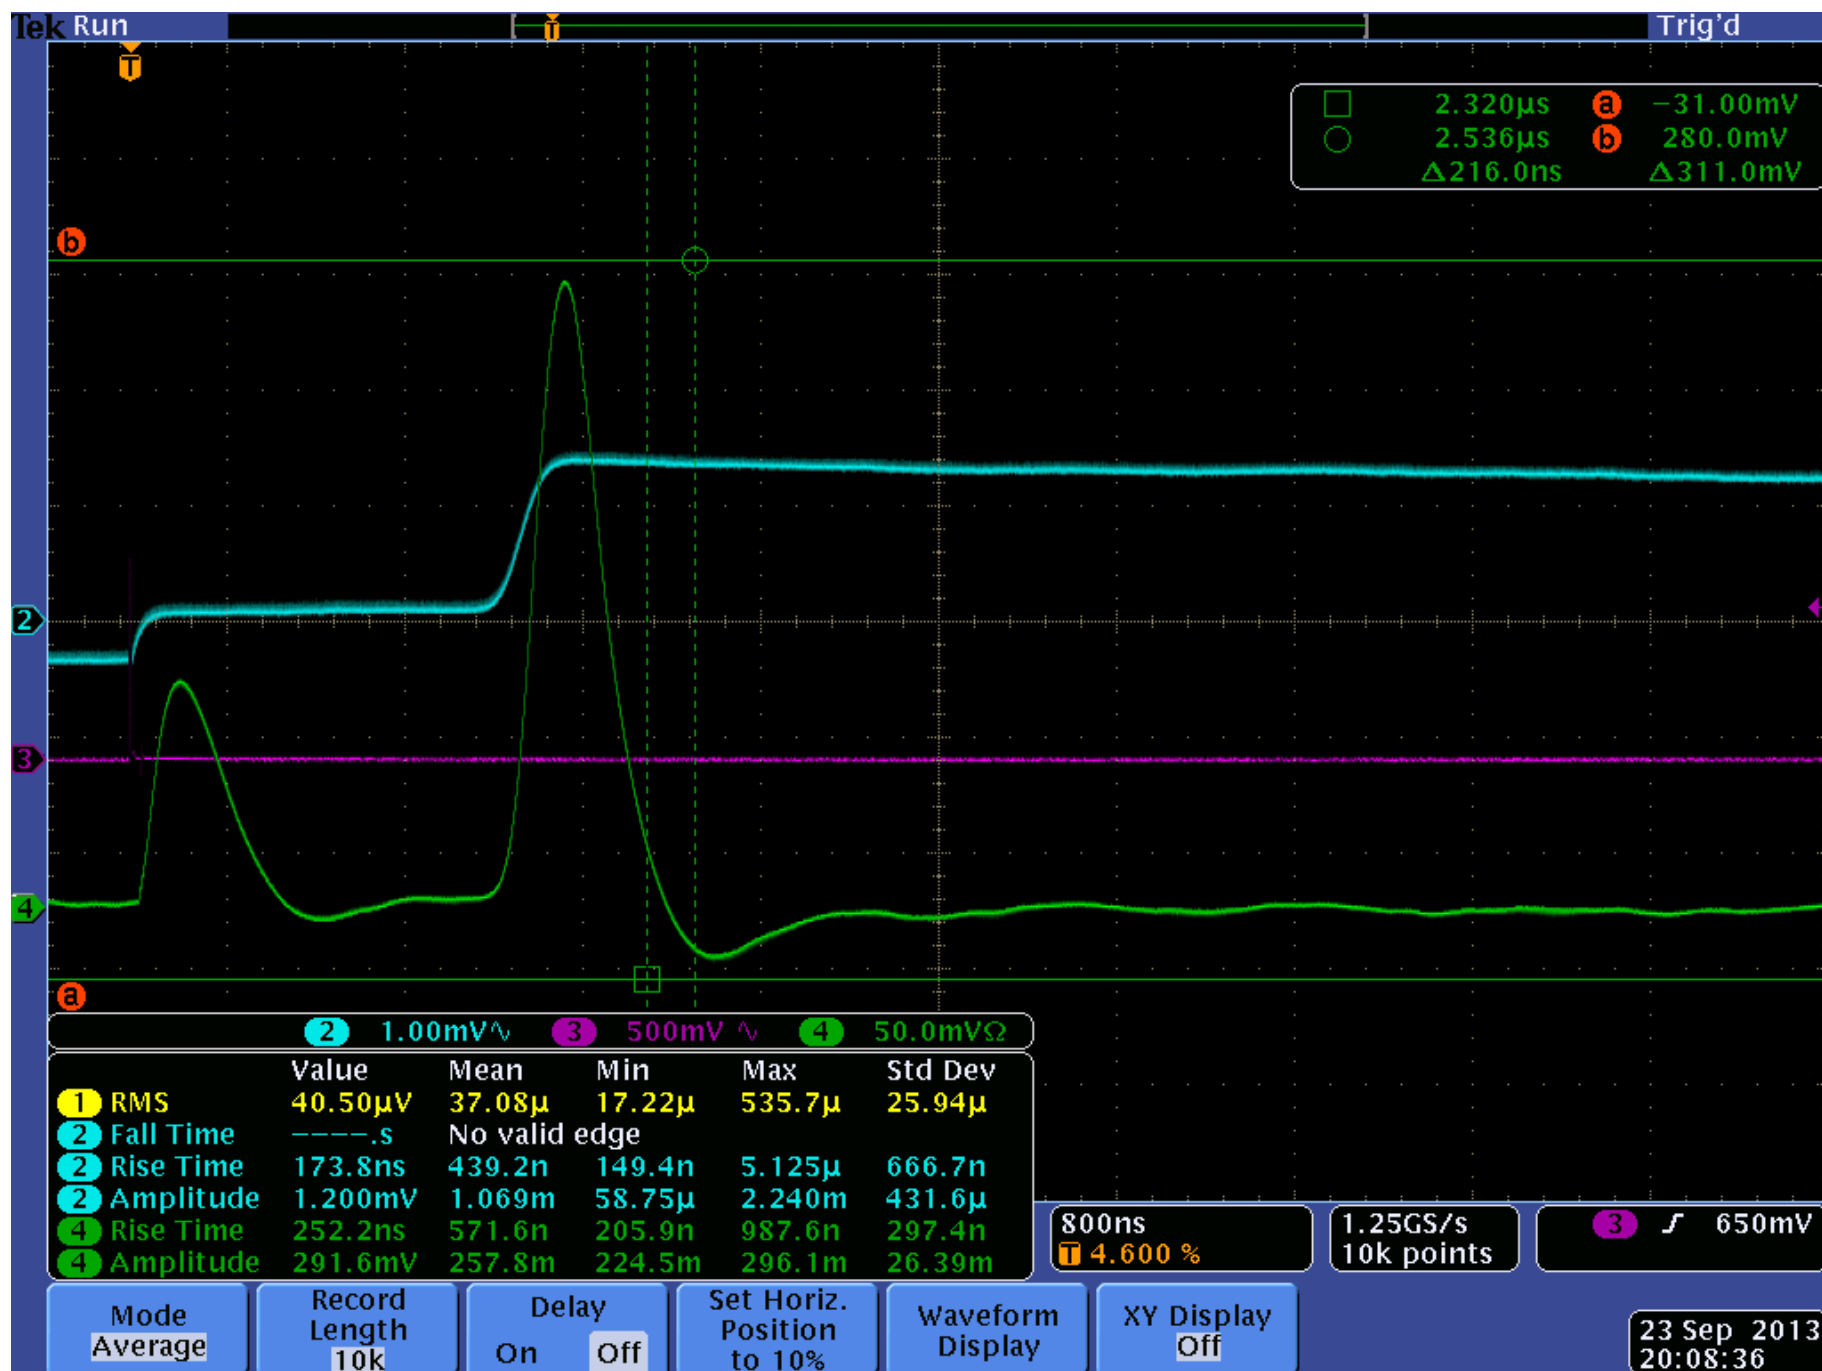 Tek Run Trig'd
T
T
2.320µs a −31.00mV
2.536µs b 280.0mV
Δ216.0ns Δ311.0mV
b
2
3
4
a
2 1.00mV 3 500mV 4 50.0mVΩ
Value Mean Min Max Std Dev
1 RMS 40.50µV 37.08µ 17.22µ 535.7µ 25.94µ
2 Fall Time ----.s No valid edge
2 Rise Time 173.8ns 439.2n 149.4n 5.125µ 666.7n
2 Amplitude 1.200mV 1.069m 58.75µ 2.240m 431.6µ
4 Rise Time 252.2ns 571.6n 205.9n 987.6n 297.4n
4 Amplitude 291.6mV 257.8m 224.5m 296.1m 26.39m
800ns
T 4.600 %
1.25GS/s
10k points
3 650mV
Mode
Average
Record
Length
10k
Delay
On Off
Set Horiz.
Position
to 10%
Waveform
Display
XY Display
Off
23 Sep 2013
20:08:36